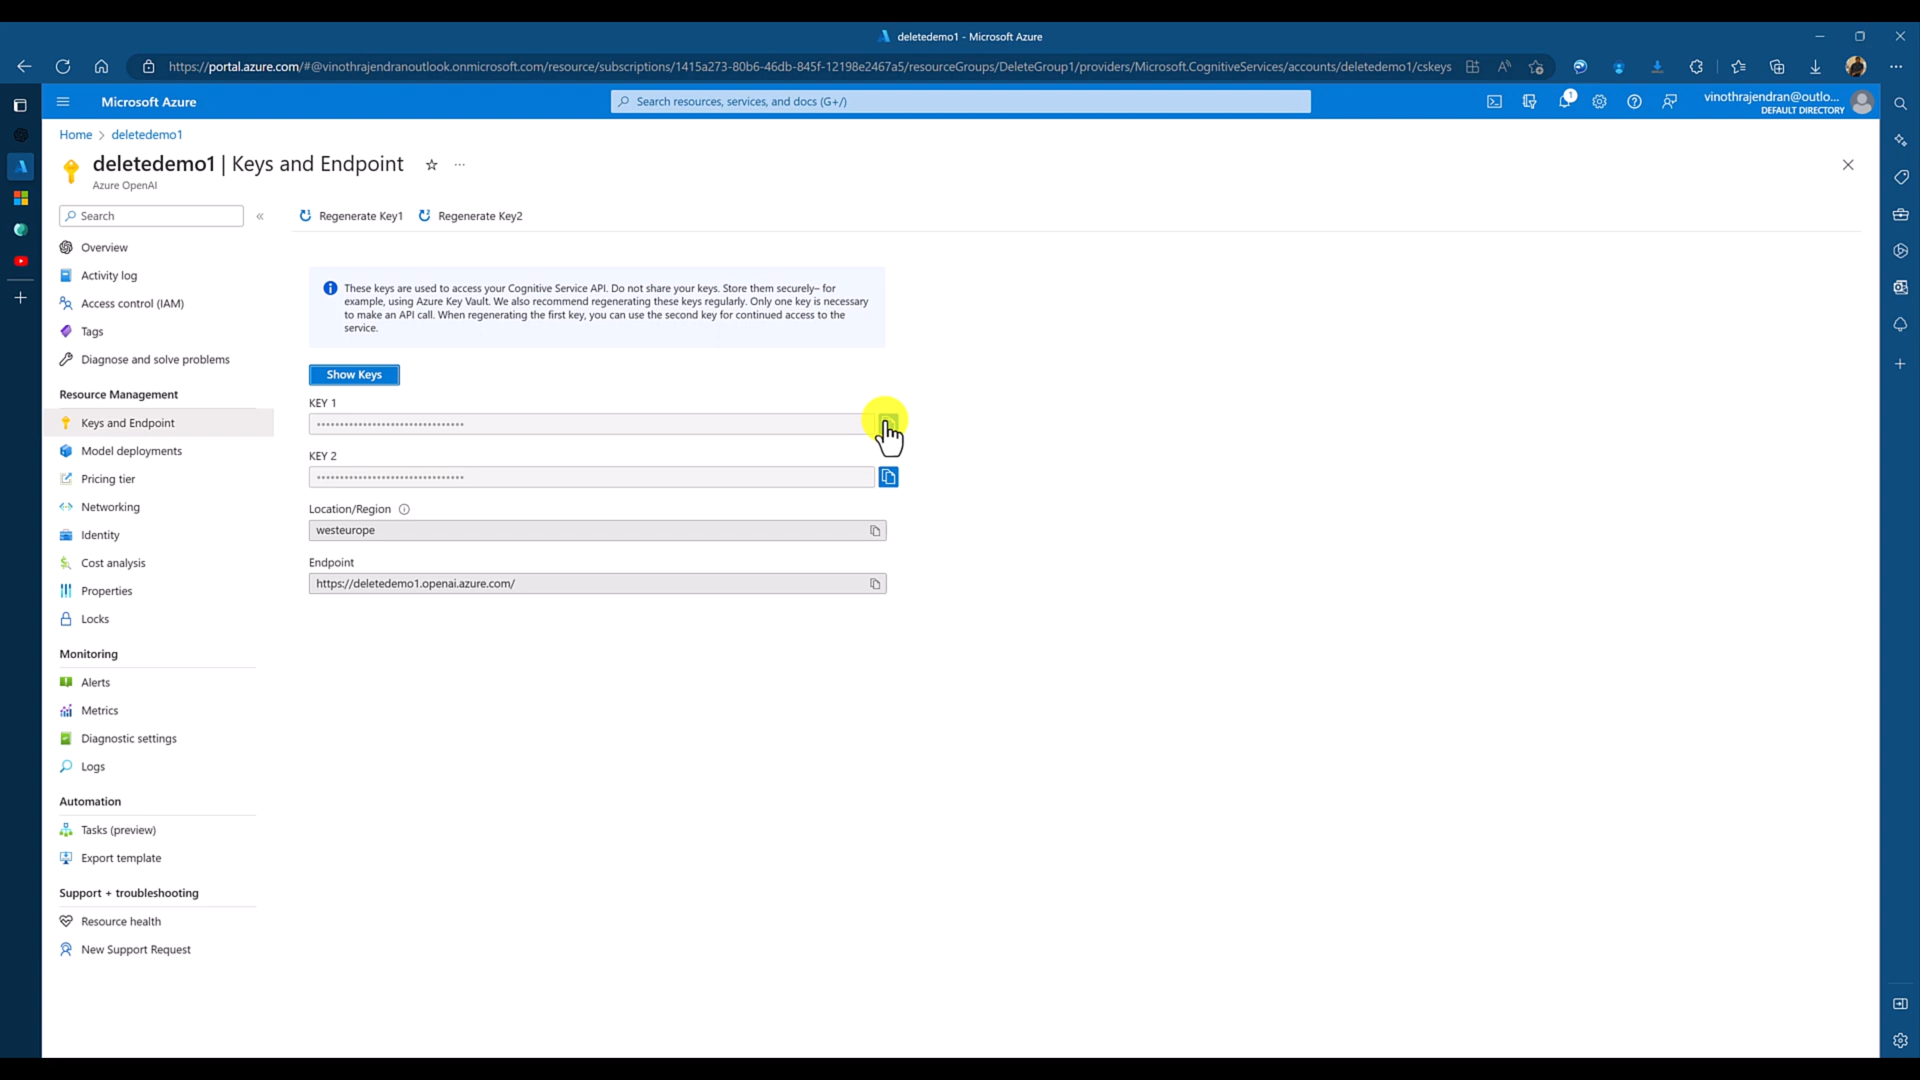 deletedemo1 - Microsoft Azure
https://portal.azure.com/#@vinothrajendranoutlook.onmicrosoft.com/resource/subscriptions/1415a273-80b6-46db-845f-12198e2467a5/resourceGroups/DeleteGroup1/providers/Microsoft.CognitiveServices/accounts/deletedemo1/cskeys
Microsoft Azure
Search resources, services, and docs (G+/)
1
vinothrajendran@outlo...
DEFAULT DIRECTORY
Home > deletedemo1
deletedemo1 | Keys and Endpoint
Azure OpenAI
Search
Regenerate Key1
Regenerate Key2
Overview
Activity log
Access control (IAM)
Tags
Diagnose and solve problems
Resource Management
Keys and Endpoint
Model deployments
Pricing tier
Networking
Identity
Cost analysis
Properties
Locks
Monitoring
Alerts
Metrics
Diagnostic settings
Logs
Automation
Tasks (preview)
Export template
Support + troubleshooting
Resource health
New Support Request
These keys are used to access your Cognitive Service API. Do not share your keys. Store them securely– for
example, using Azure Key Vault. We also recommend regenerating these keys regularly. Only one key is necessary
to make an API call. When regenerating the first key, you can use the second key for continued access to the
service.
Show Keys
KEY 1
KEY 2
Location/Region
westeurope
Endpoint
https://deletedemo1.openai.azure.com/